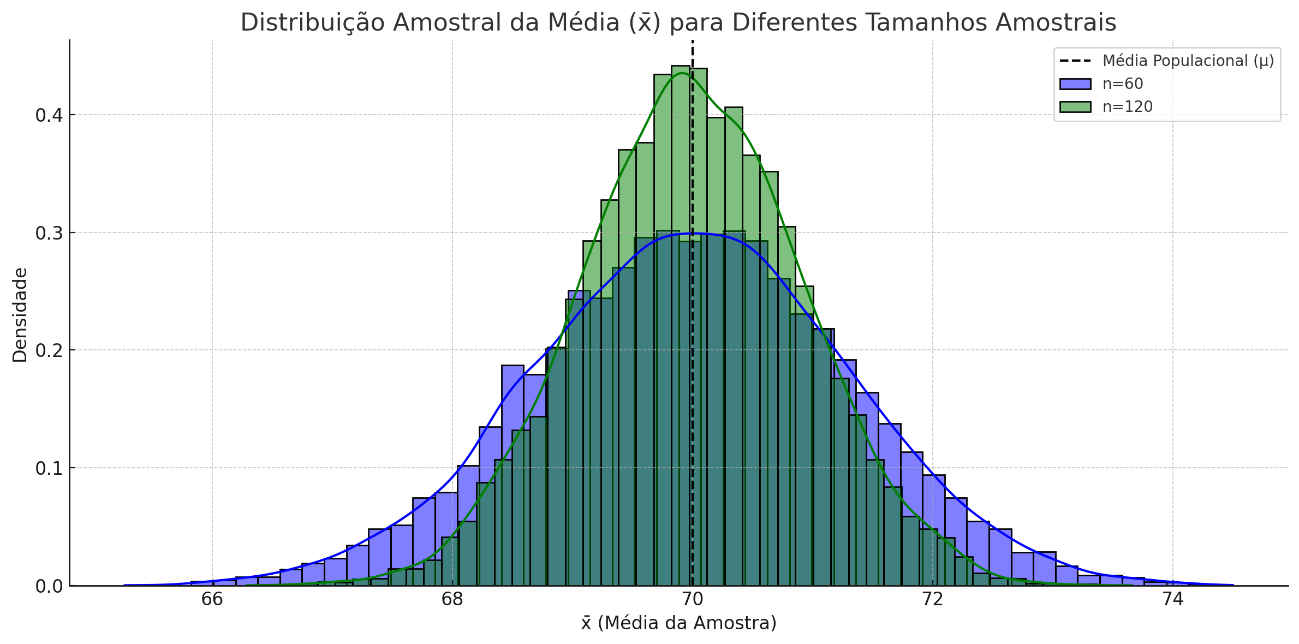 Distribuição Amostral da Média (x̄) para Diferentes Tamanhos Amostrais
Média Populacional (μ)
n=60
n=120
Densidade
0.4
0.3
0.2
0.1
0.0
66
68
70
72
74
x̄ (Média da Amostra)